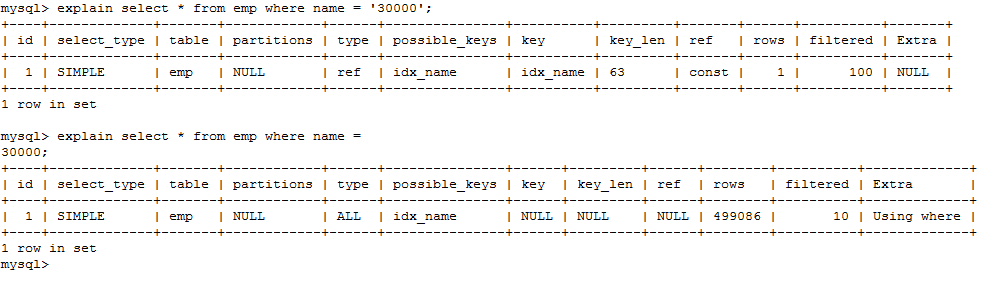 mysql> explain select * from emp where name = '30000';
+----+-------------+-------+------------+------+---------------+----------+---------+-------+------+----------+-------+
| id | select_type | table | partitions | type | possible_keys | key      | key_len | ref   | rows | filtered | Extra |
+----+-------------+-------+------------+------+---------------+----------+---------+-------+------+----------+-------+
| 1 | SIMPLE      | emp   | NULL       | ref  | idx_name      | idx_name | 63      | const |    1 |      100 | NULL  |
+----+-------------+-------+------------+------+---------------+----------+---------+-------+------+----------+-------+
1 row in set
mysql> explain select * from emp where name =
30000;
+----+-------------+-------+------------+------+---------------+------+---------+------+--------+----------+-------------+
| id | select_type | table | partitions | type | possible_keys | key  | key_len | ref  | rows   | filtered | Extra       |
+----+-------------+-------+------------+------+---------------+------+---------+------+--------+----------+-------------+
| 1 | SIMPLE      | emp   | NULL       | ALL  | idx_name      | NULL | NULL    | NULL | 499086 |       10 | Using where |
+----+-------------+-------+------------+------+---------------+------+---------+------+--------+----------+-------------+
1 row in set
mysql>